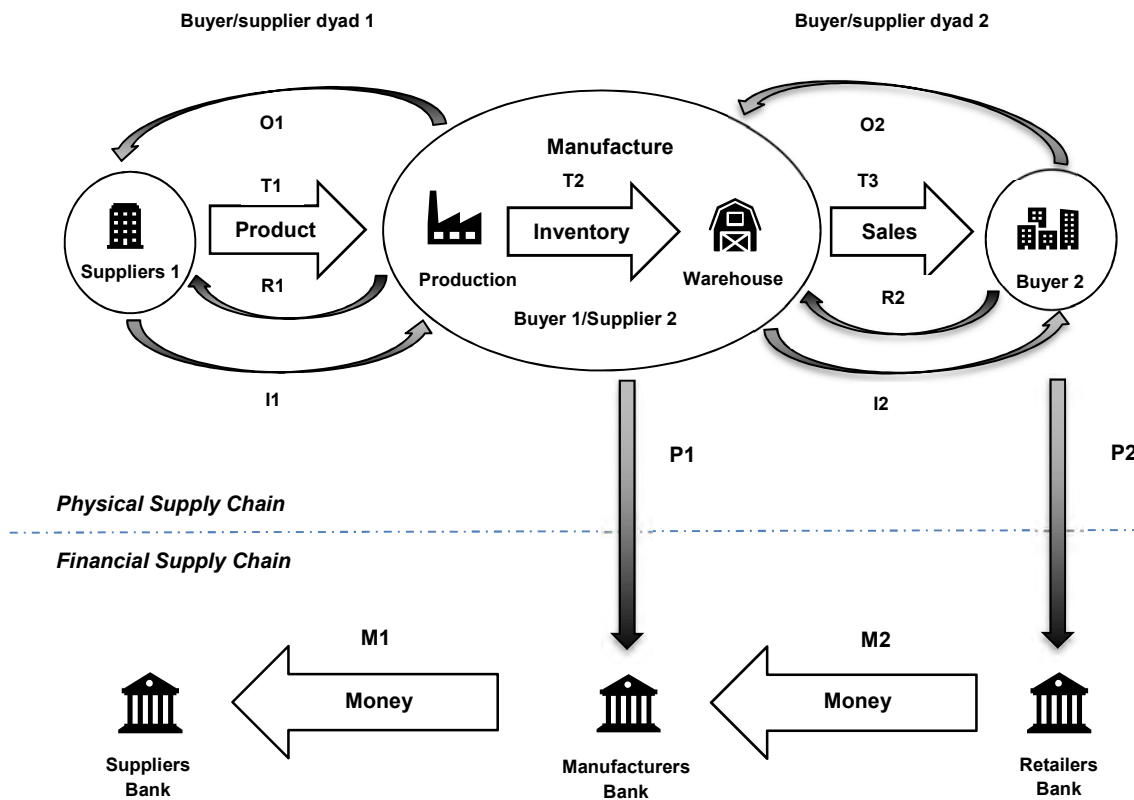 Buyer/supplier dyad 1
Buyer/supplier dyad 2
O1
O2
Manufacture
T1
T2
T3
Product
Inventory
Sales
Suppliers 1
Production
Warehouse
Buyer 2
R1
R2
Buyer 1/Supplier 2
I1
I2
P1
P2
Physical Supply Chain
Financial Supply Chain
M1
M2
Money
Money
Suppliers
Bank
Manufacturers
Bank
Retailers
Bank